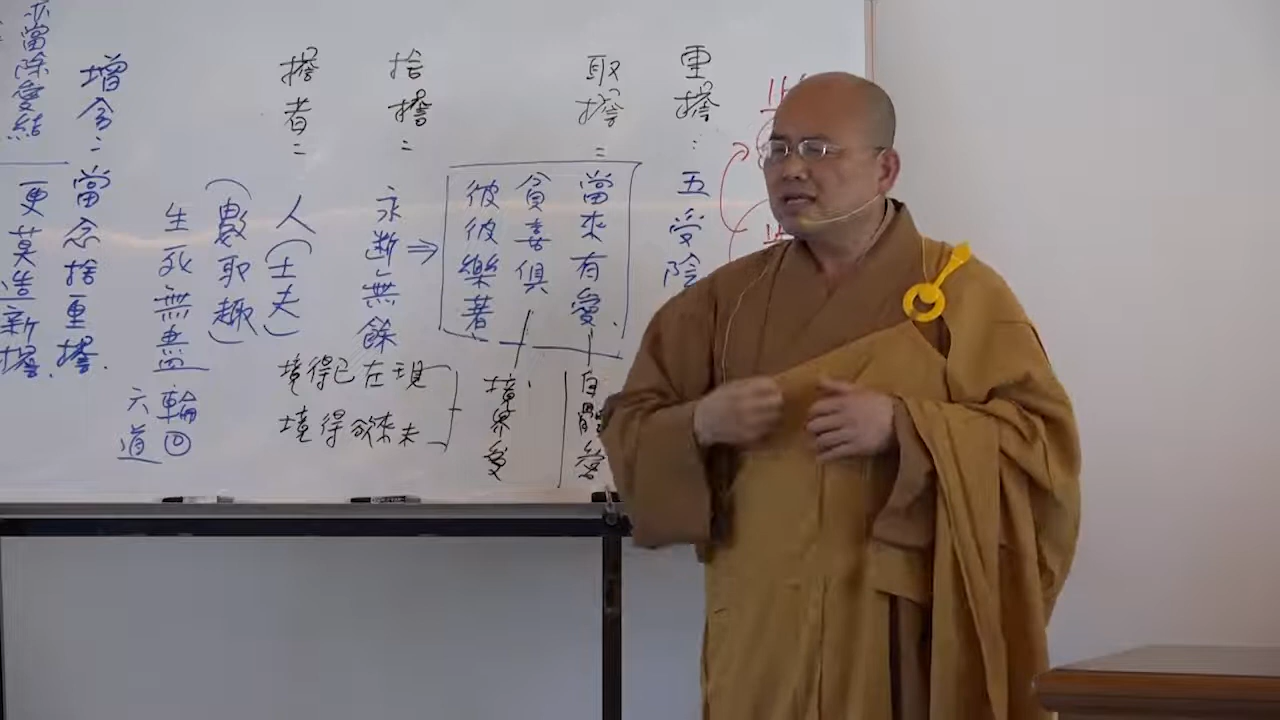 重擔：五受陰
取擔：
當來有愛
貪喜俱
彼彼樂著
自體愛
境界愛
現在已得境
未來欲得境
捨擔：永斷無餘
擔者：人(士夫)
(數取趣)
生死無盡
輪回
六道
增含：當念捨重擔.
更莫造新擔.
當除愛結